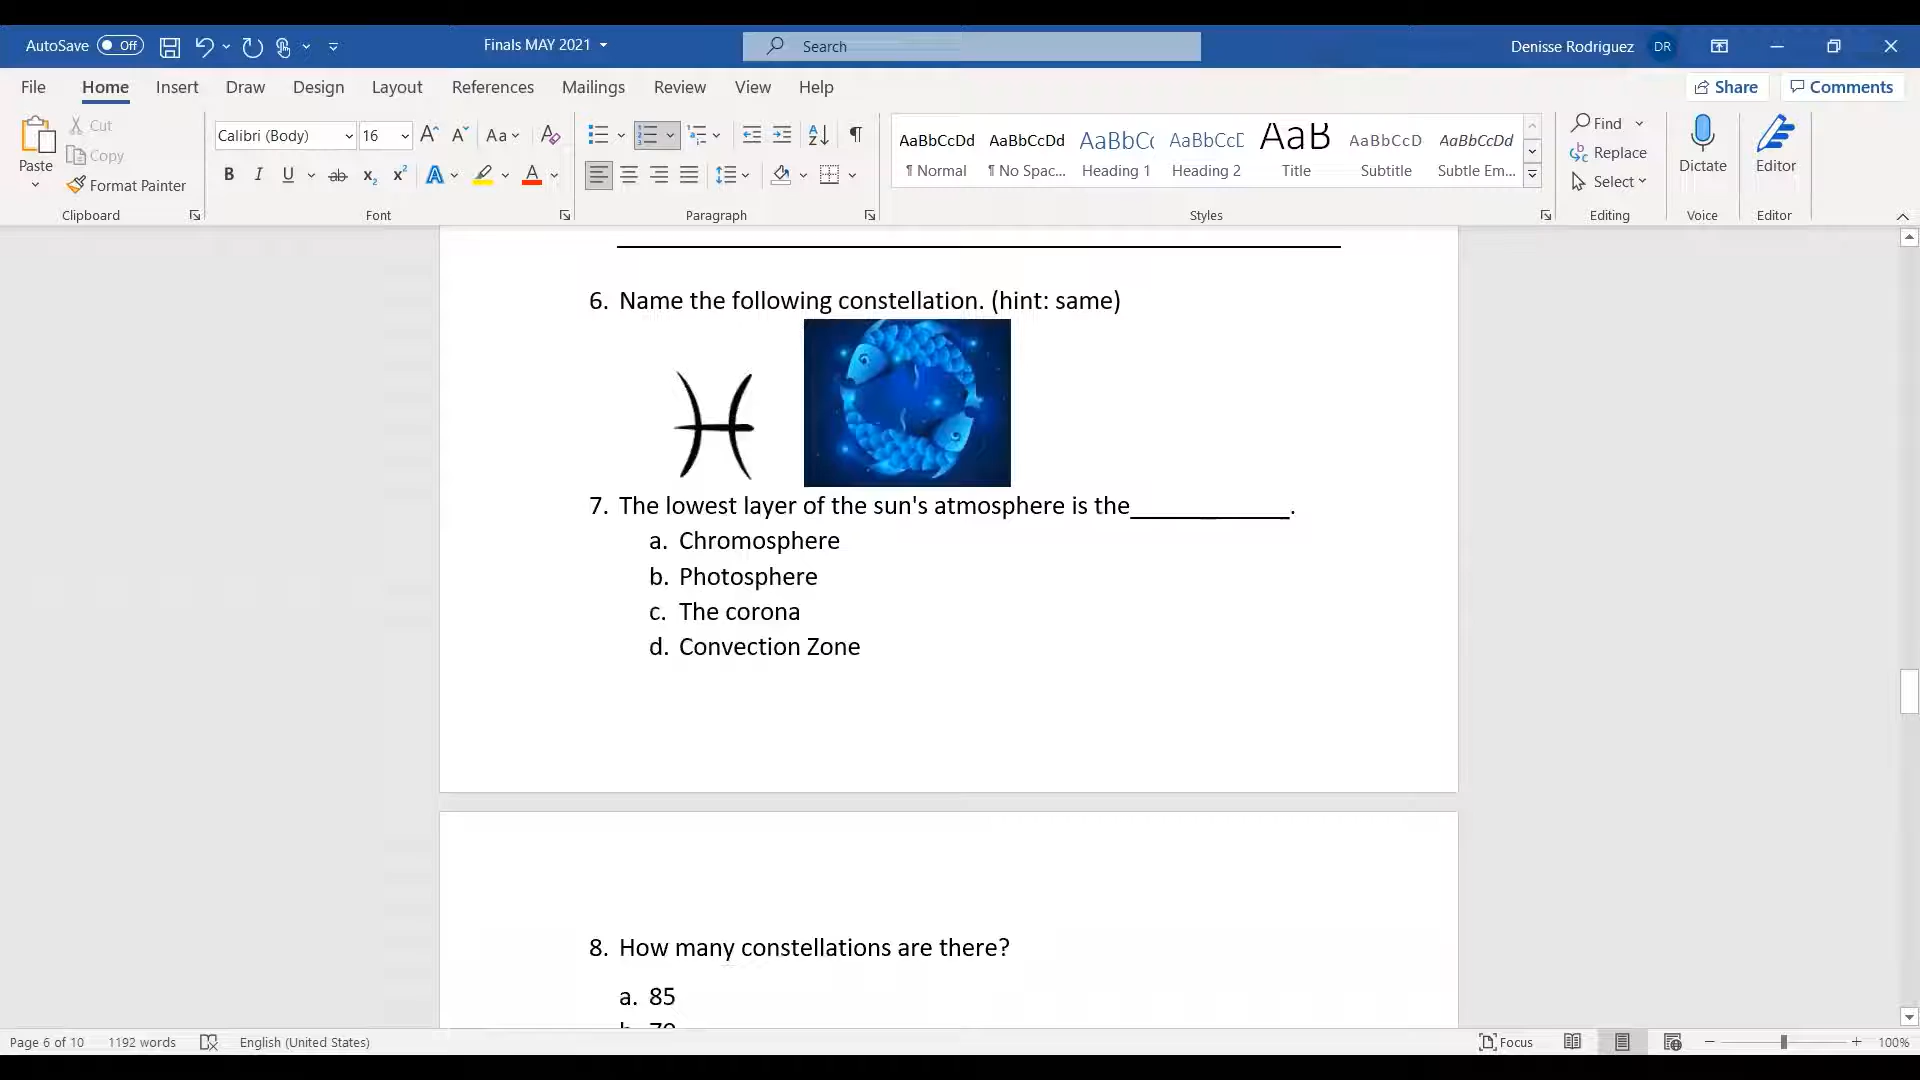 AutoSave Off Finals MAY 2021 Search Denisse Rodriguez DR
File Home Insert Draw Design Layout References Mailings Review View Help Share Comments
Paste Cut Copy Format Painter Clipboard
Calibri (Body) 16 Aa
B I U ab x₂ x² A A Font
Paragraph
AaBbCcDd AaBbCcDd AaBbCc AaBbCcD AaB AaBbCcD AaBbCcDd
¶ Normal ¶ No Spac... Heading 1 Heading 2 Title Subtitle Subtle Em...
Styles
Find
Replace
Select
Editing
Dictate
Voice
Editor
Editor
6. Name the following constellation. (hint: same)
7. The lowest layer of the sun's atmosphere is the____________.
a. Chromosphere
b. Photosphere
c. The corona
d. Convection Zone
8. How many constellations are there?
a. 85
Page 6 of 10 1192 words English (United States) Focus 100%